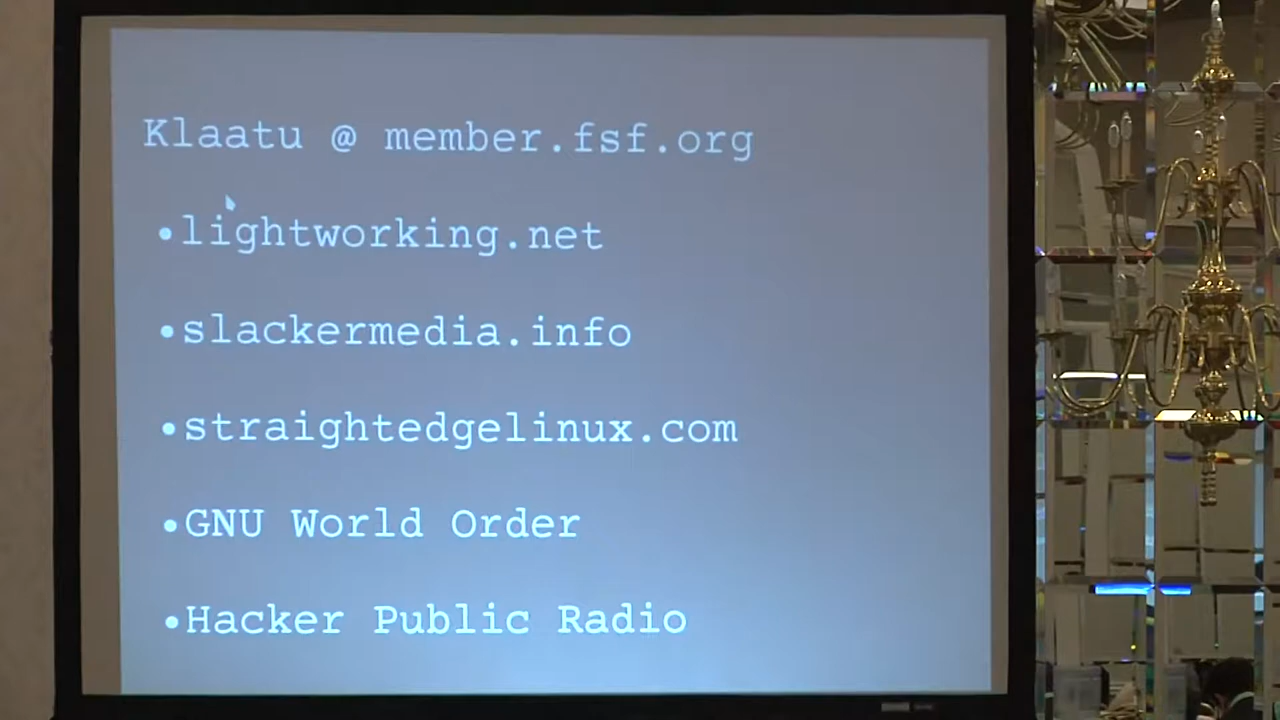 Klaatu @ member.fsf.org
•lightworking.net
•slackermedia.info
•straightedgelinux.com
•GNU World Order
•Hacker Public Radio